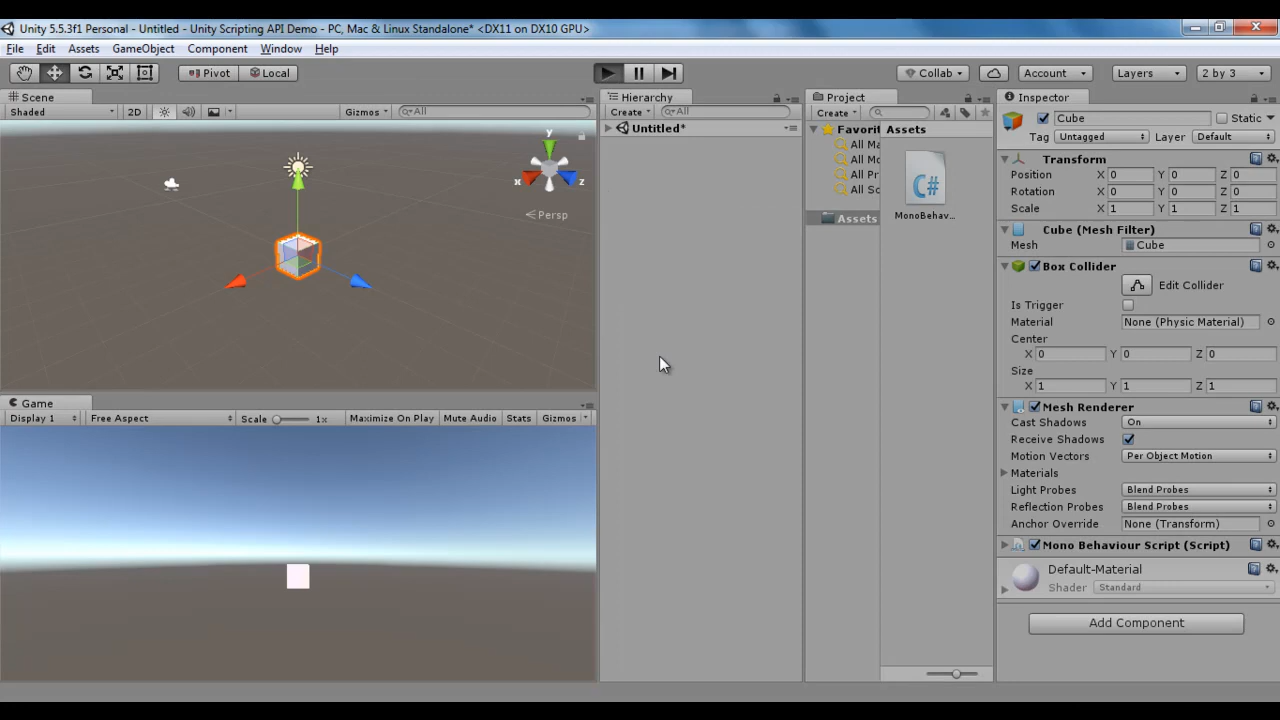 Unity 5.5.3f1 Personal - Untitled - Unity Scripting API Demo - PC, Mac & Linux Standalone* <DX11 on DX10 GPU>
File Edit Assets GameObject Component Window Help
Pivot Local Collab Account Layers 2 by 3
Scene
Shaded 2D Gizmos All
y
x z
Persp
Game
Display 1 Free Aspect Scale 1x Maximize On Play Mute Audio Stats Gizmos
Hierarchy
Create All
Untitled*
Project
Create
Favori
All Ma
All Mo
All Pr
All Sc
Assets
Assets
C#
MonoBehav...
Inspector
Cube Static
Tag Untagged Layer Default
Transform
Position X 0 Y 0 Z 0
Rotation X 0 Y 0 Z 0
Scale X 1 Y 1 Z 1
Cube (Mesh Filter)
Mesh Cube
Box Collider
Edit Collider
Is Trigger
Material None (Physic Material)
Center
X 0 Y 0 Z 0
Size
X 1 Y 1 Z 1
Mesh Renderer
Cast Shadows On
Receive Shadows
Motion Vectors Per Object Motion
Materials
Light Probes Blend Probes
Reflection Probes Blend Probes
Anchor Override None (Transform)
Mono Behaviour Script (Script)
Default-Material
Shader Standard
Add Component